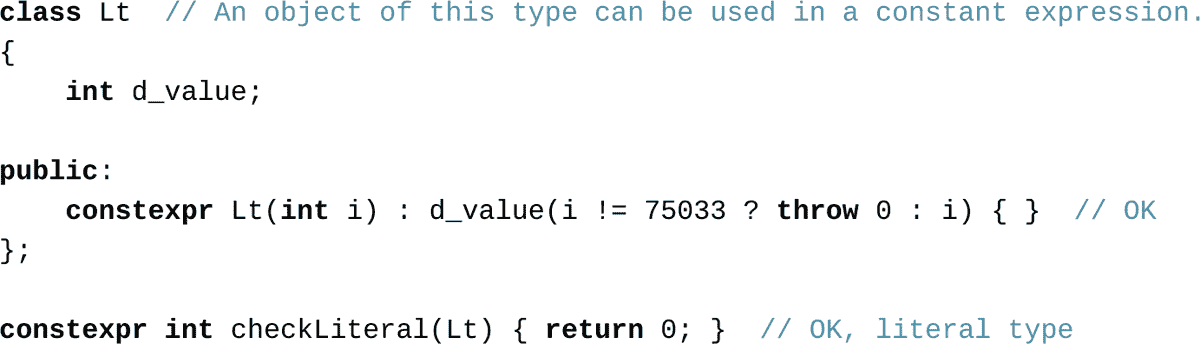 class Lt  // An object of this type can be used in a constant expression.
{
    int d_value;

public:
    constexpr Lt(int i) : d_value(i != 75033 ? throw 0 : i) { }  // OK
};

constexpr int checkLiteral(Lt) { return 0; }  // OK, literal type